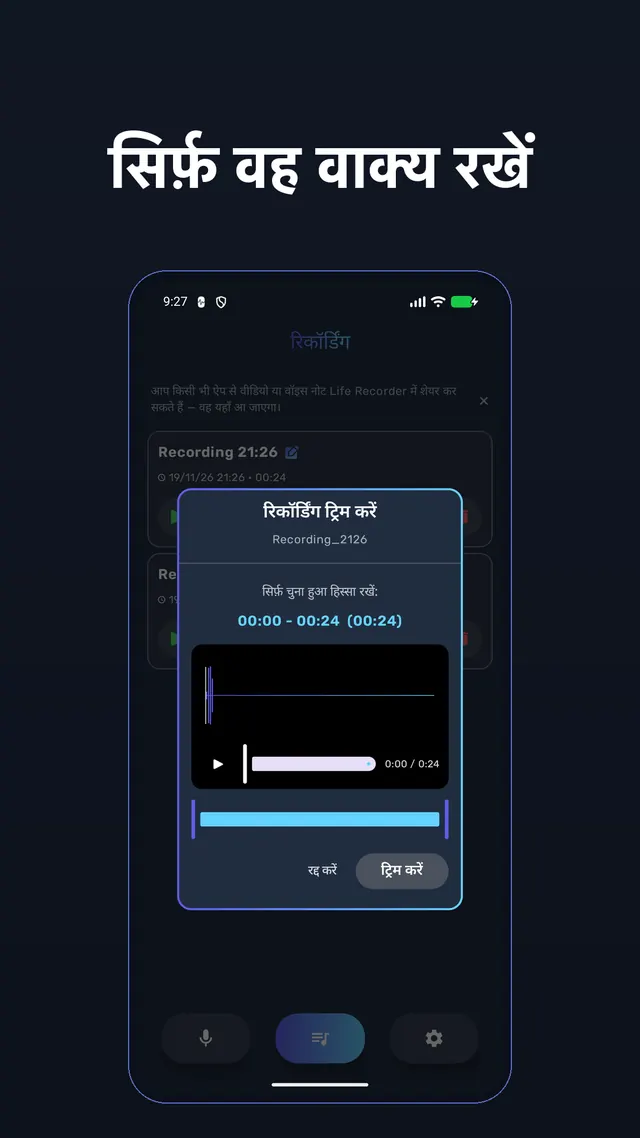 सिर्फ़ वह वाक्य रखें
9:27
रिकॉर्डिंग
आप किसी भी ऐप से वीडियो या वॉइस नोट Life Recorder में शेयर कर
सकते हैं — वह यहाँ आ जाएगा।
Recording 21:26
19/11/26 21:26 • 00:24
रिकॉर्डिंग ट्रिम करें
Recording_2126
सिर्फ़ चुना हुआ हिस्सा रखें:
00:00 - 00:24 (00:24)
0:00 / 0:24
रद्द करें
ट्रिम करें